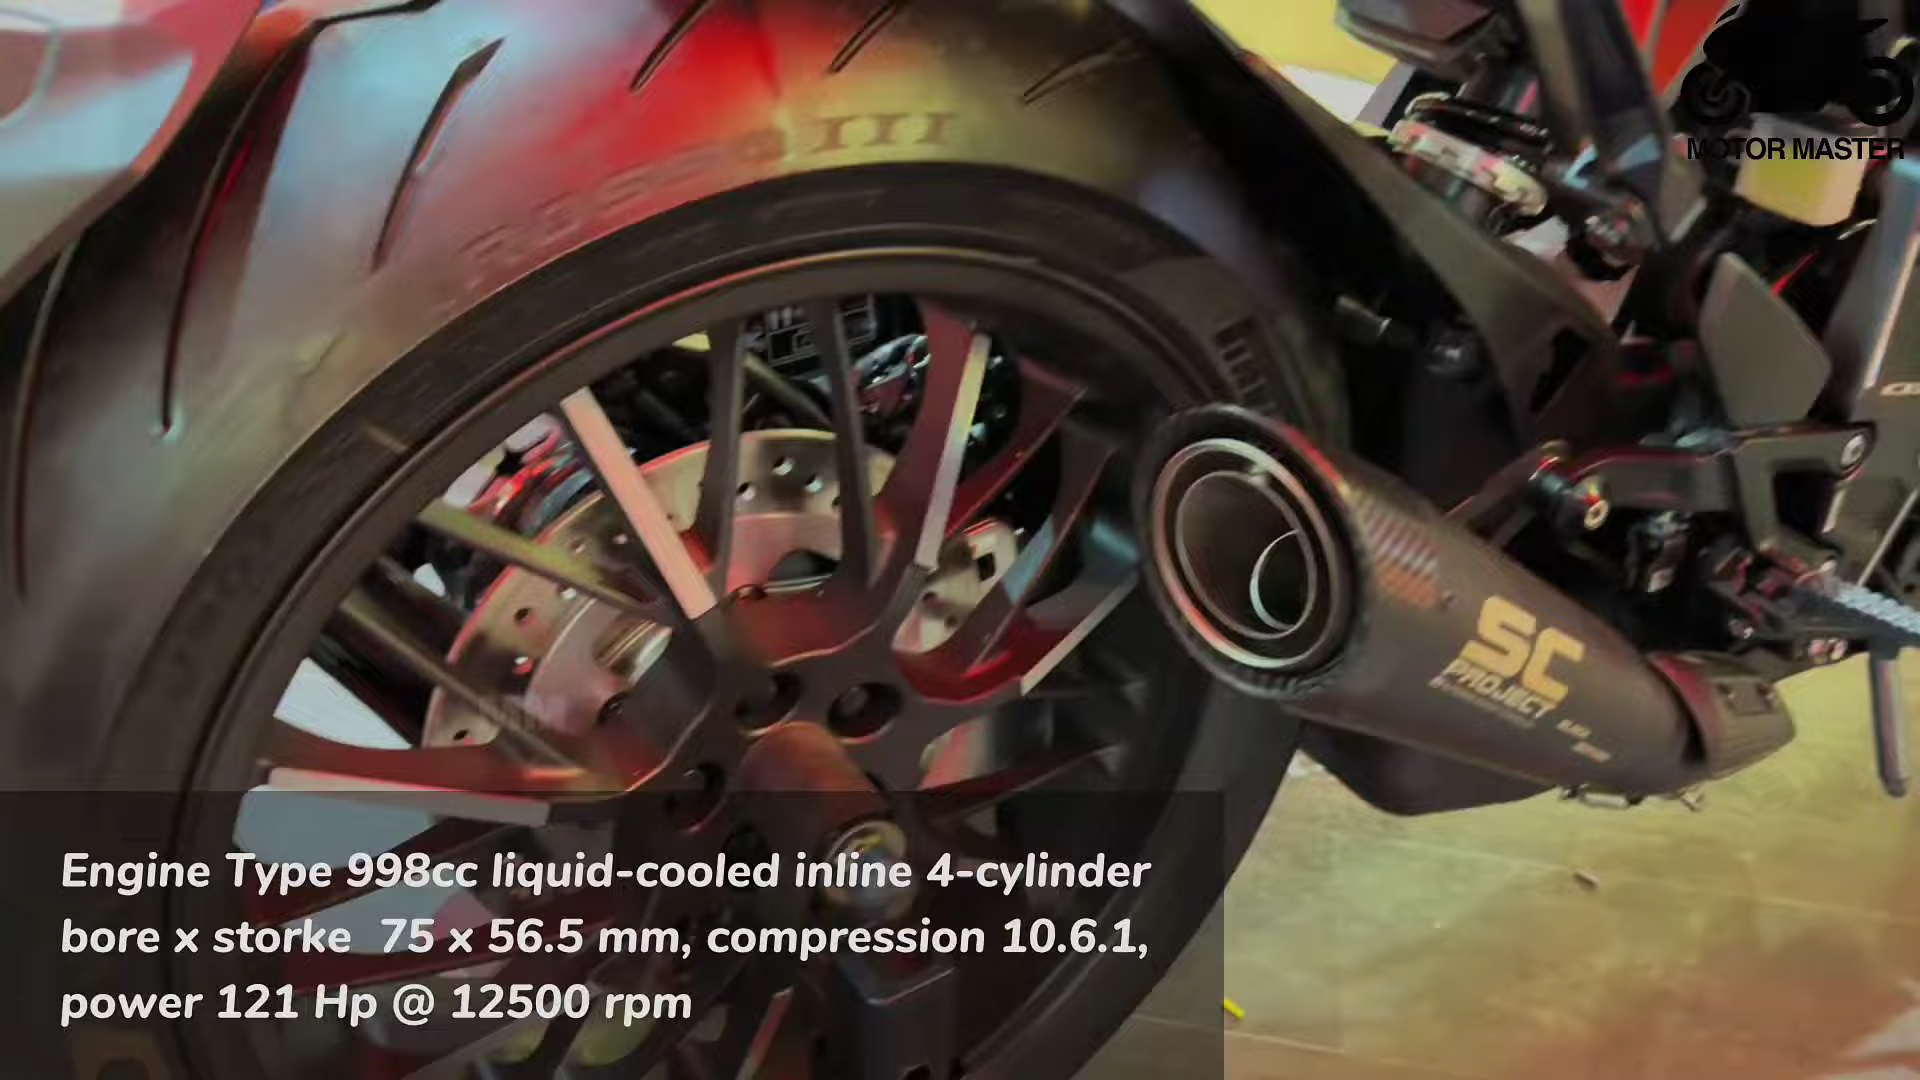 MOTOR MASTER
III
SC
PROJECT
Engine Type 998cc liquid-cooled inline 4-cylinder
bore x storke 75 x 56.5 mm, compression 10.6.1,
power 121 Hp @ 12500 rpm